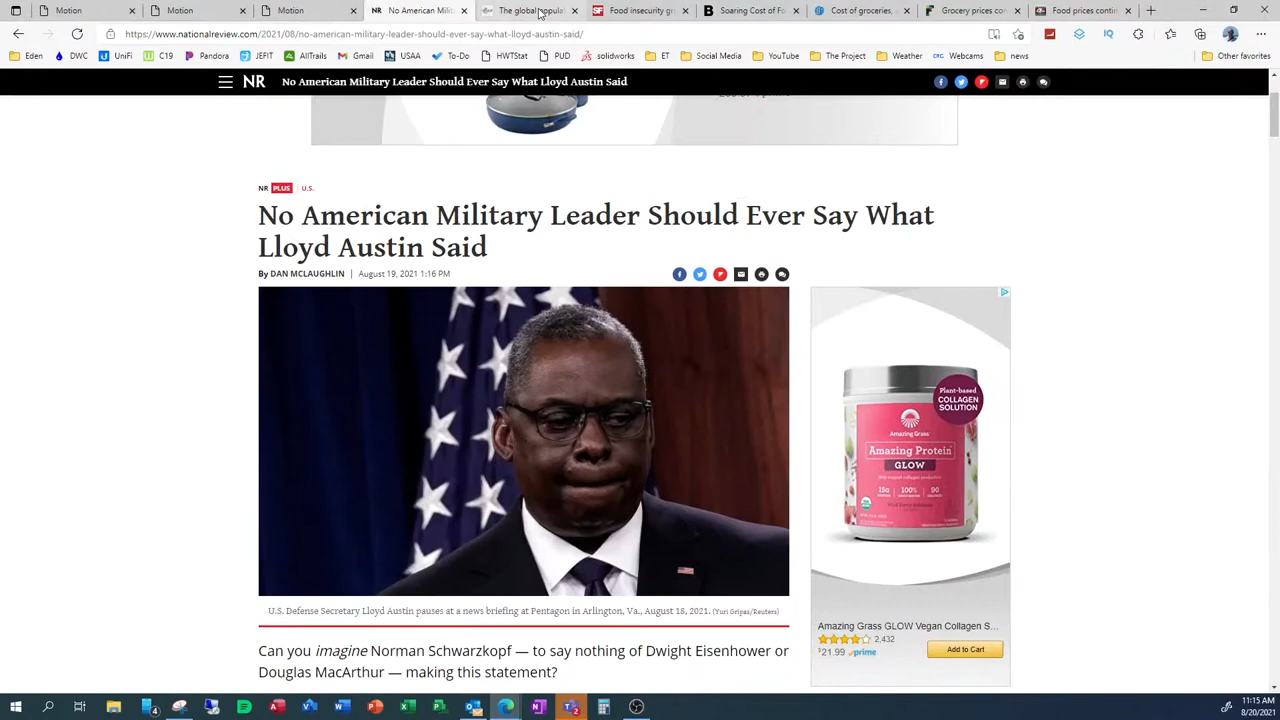 Motion
Motion
Motion
No American Mili
The global popula
Food insecurity gr
Soaring Cost of Fo
Cost of groceries,
Grocery prices con
Food prices contin
https://www.nationalreview.com/2021/08/no-american-military-leader-should-ever-say-what-lloyd-austin-said/
Eden
DWC
UniFi
C19
Pandora
JEFIT
AllTrails
Gmail
USAA
To-Do
HWTStat
PUD
solidworks
ET
Social Media
YouTube
The Project
Weather
CRG Webcams
news
Other favorites
NR No American Military Leader Should Ever Say What Lloyd Austin Said
NR PLUS U.S.
No American Military Leader Should Ever Say What
Lloyd Austin Said
By DAN MCLAUGHLIN | August 19, 2021 1:16 PM
Plant-based
COLLAGEN
SOLUTION
Amazing Grass
Amazing Protein
GLOW
15g
100%
90
U.S. Defense Secretary Lloyd Austin pauses at a news briefing at Pentagon in Arlington, Va., August 18, 2021. (Yuri Gripas/Reuters)
Amazing Grass GLOW Vegan Collagen S...
2,432
$21.99 prime
Add to Cart
Can you imagine Norman Schwarzkopf — to say nothing of Dwight Eisenhower or
Douglas MacArthur — making this statement?
11:15 AM
8/20/2021